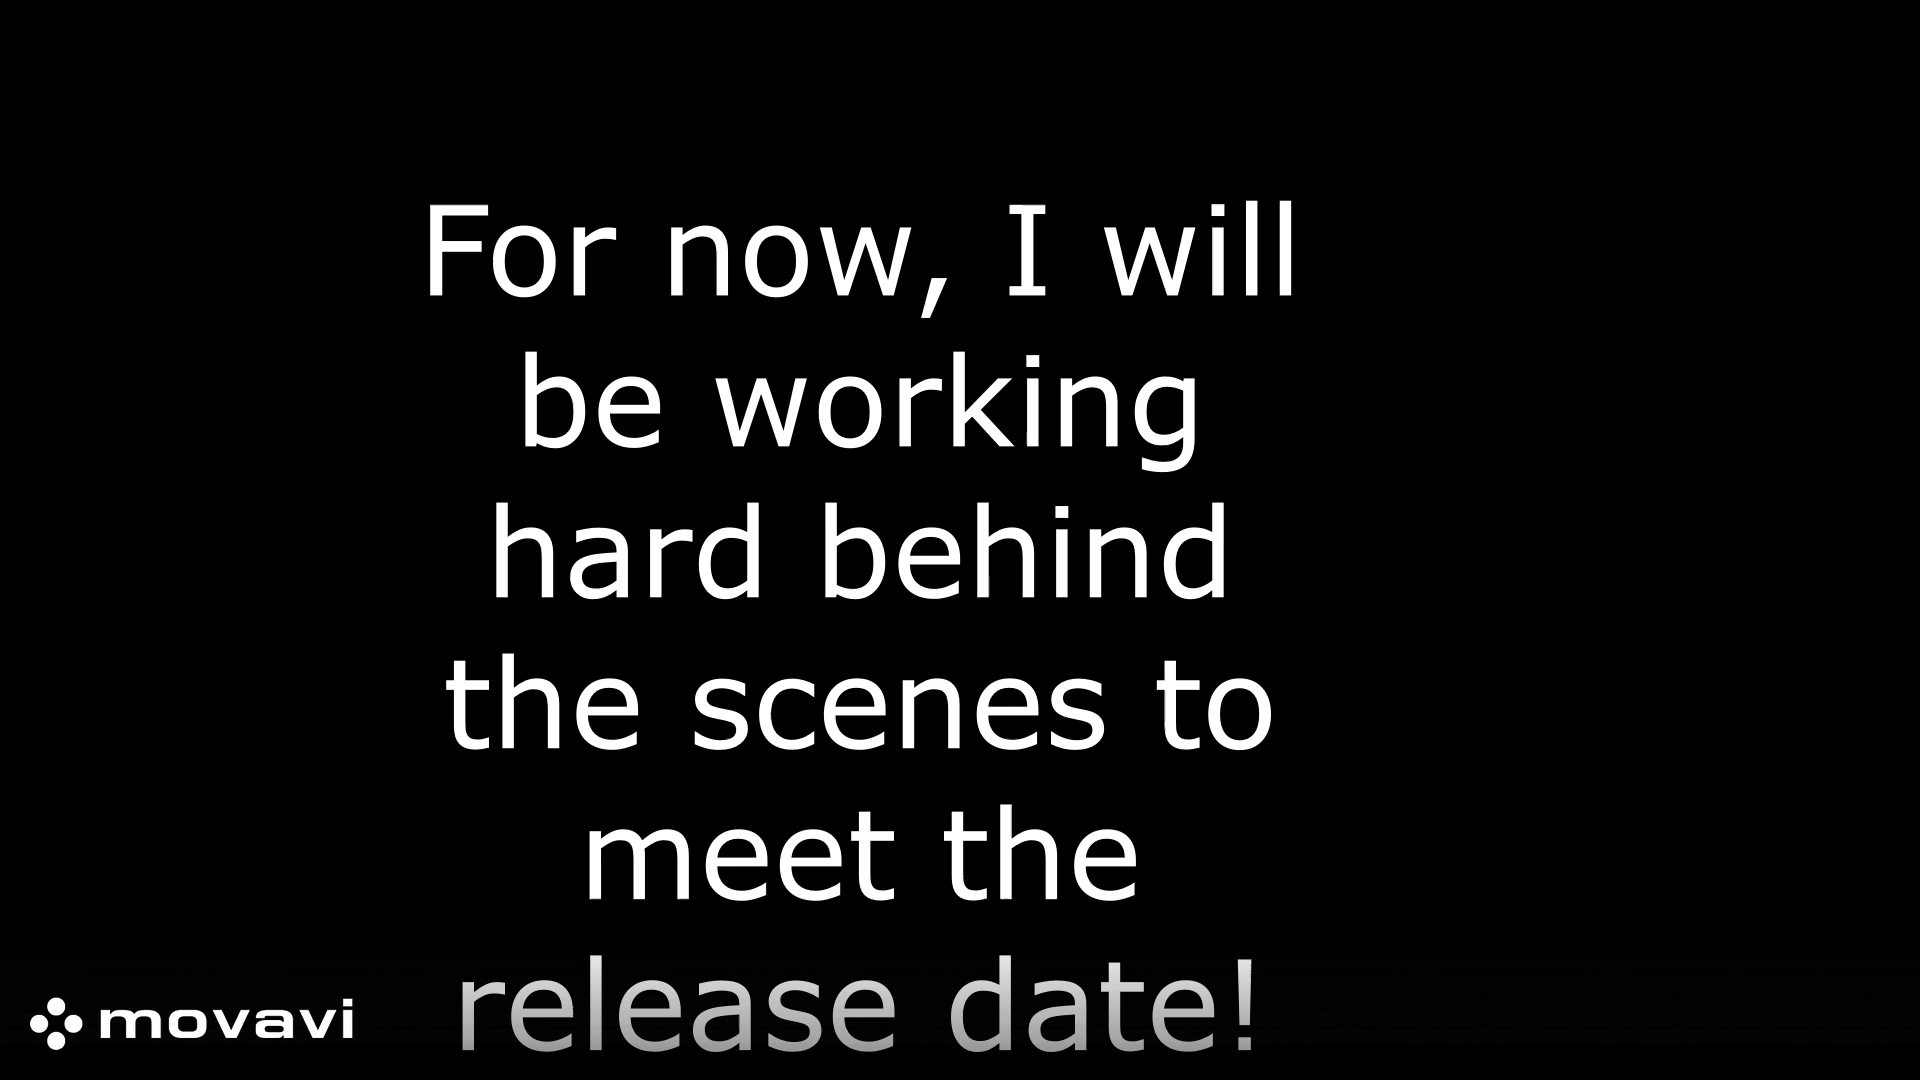 For now, I will
be working
hard behind
the scenes to
meet the
release date!
movavi